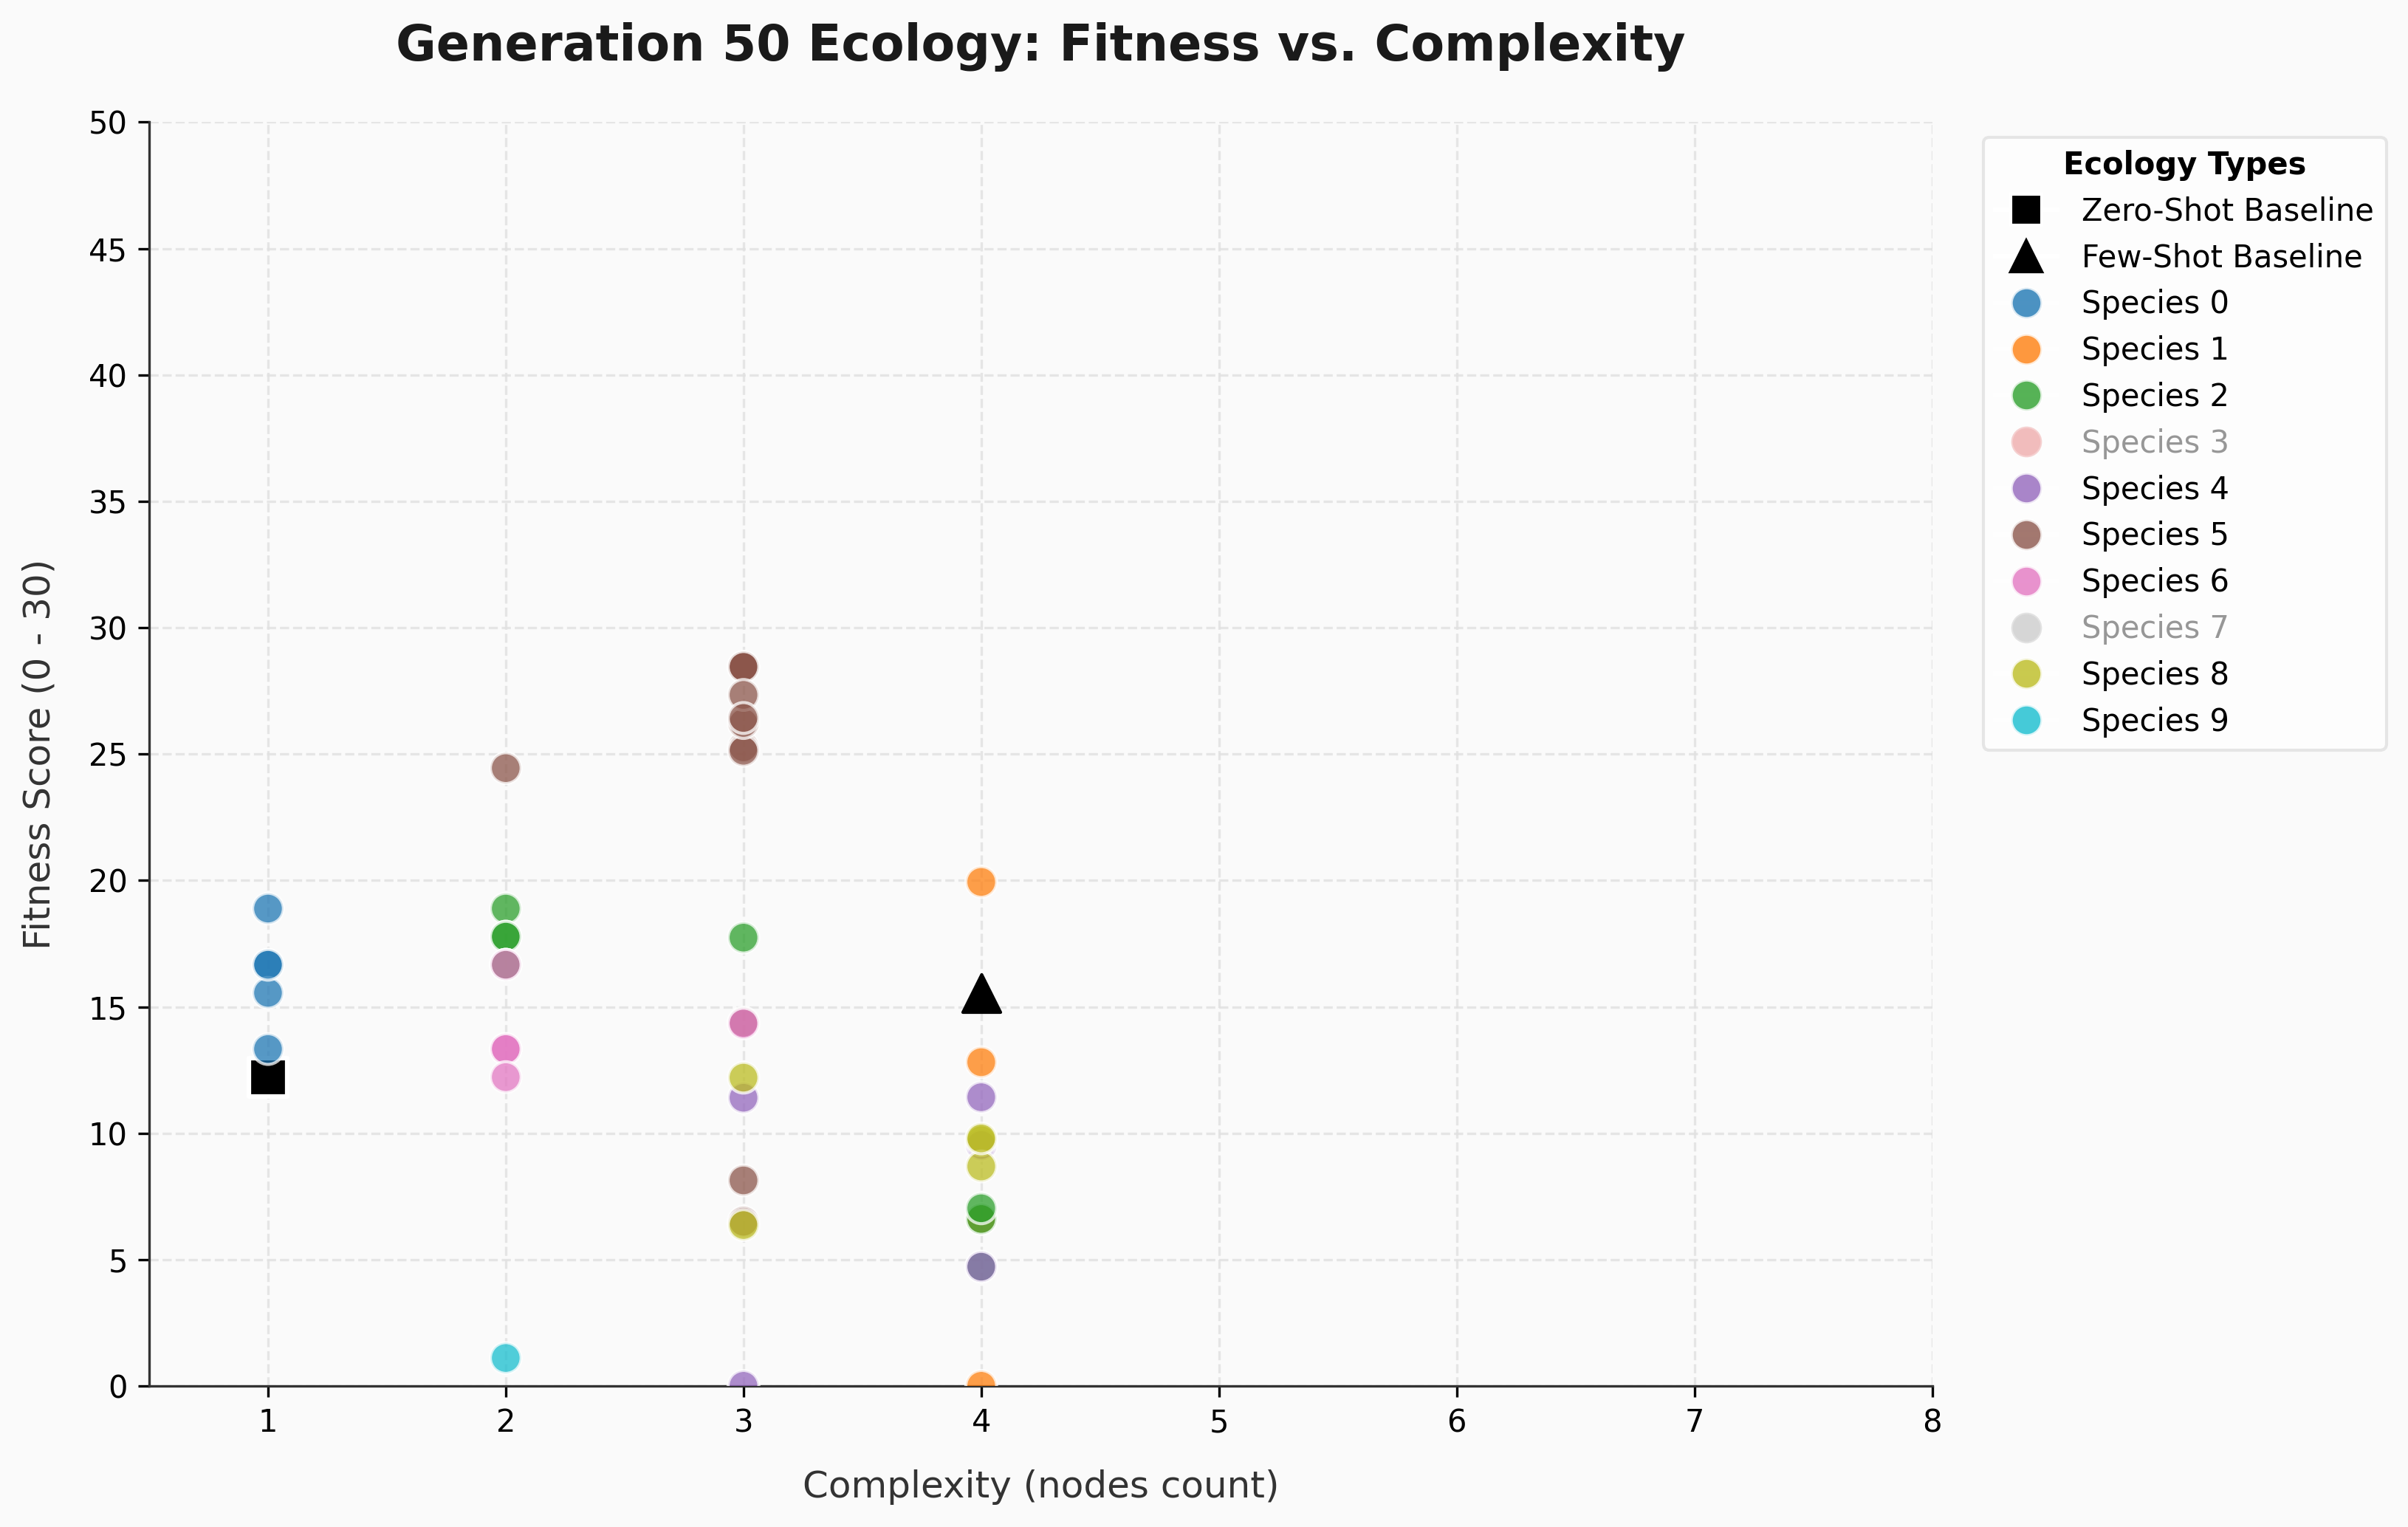 Generation 50 Ecology: Fitness vs. Complexity
50
45
40
35
30
25
20
15
10
5
0
Fitness Score (0 - 30)
1 2 3 4 5 6 7 8
Complexity (nodes count)
Ecology Types
Zero-Shot Baseline
Few-Shot Baseline
Species 0
Species 1
Species 2
Species 3
Species 4
Species 5
Species 6
Species 7
Species 8
Species 9